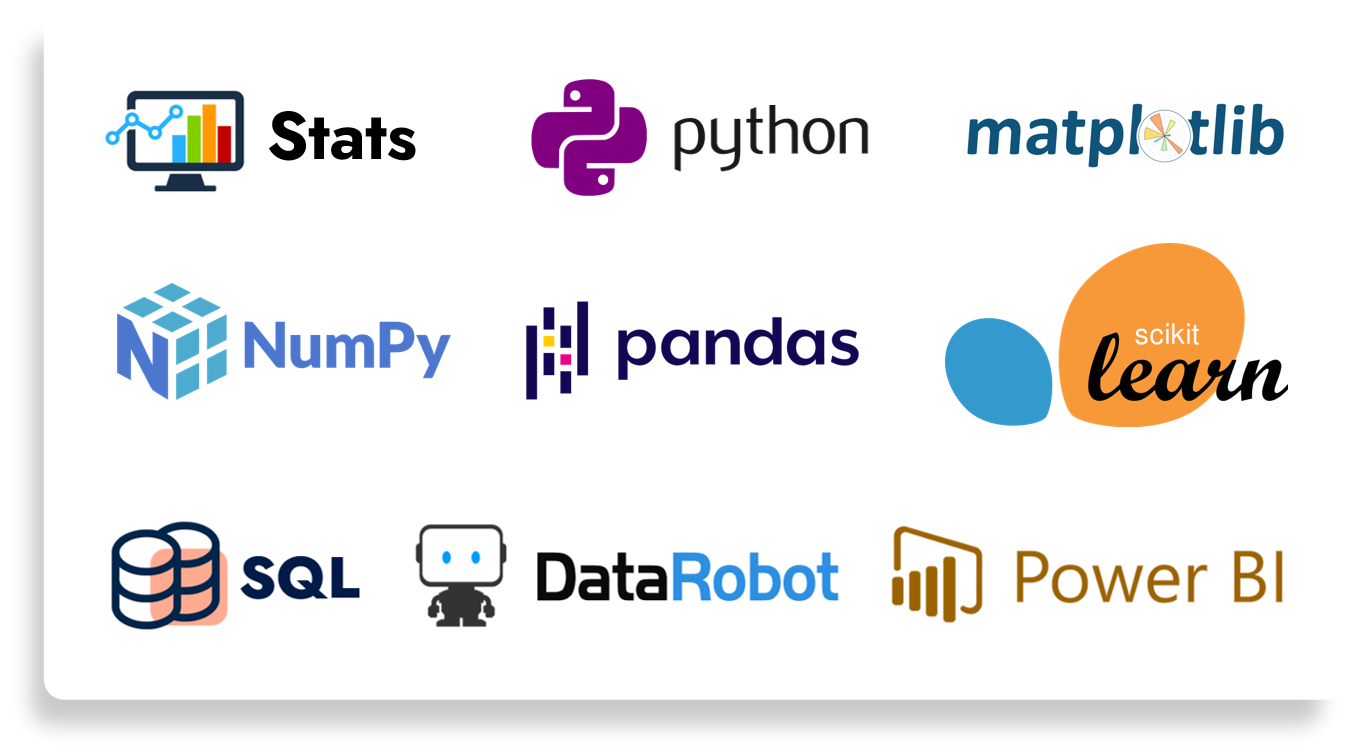 Stats
python
matplotlib
NumPy
pandas
scikit
learn
SQL
DataRobot
Power BI